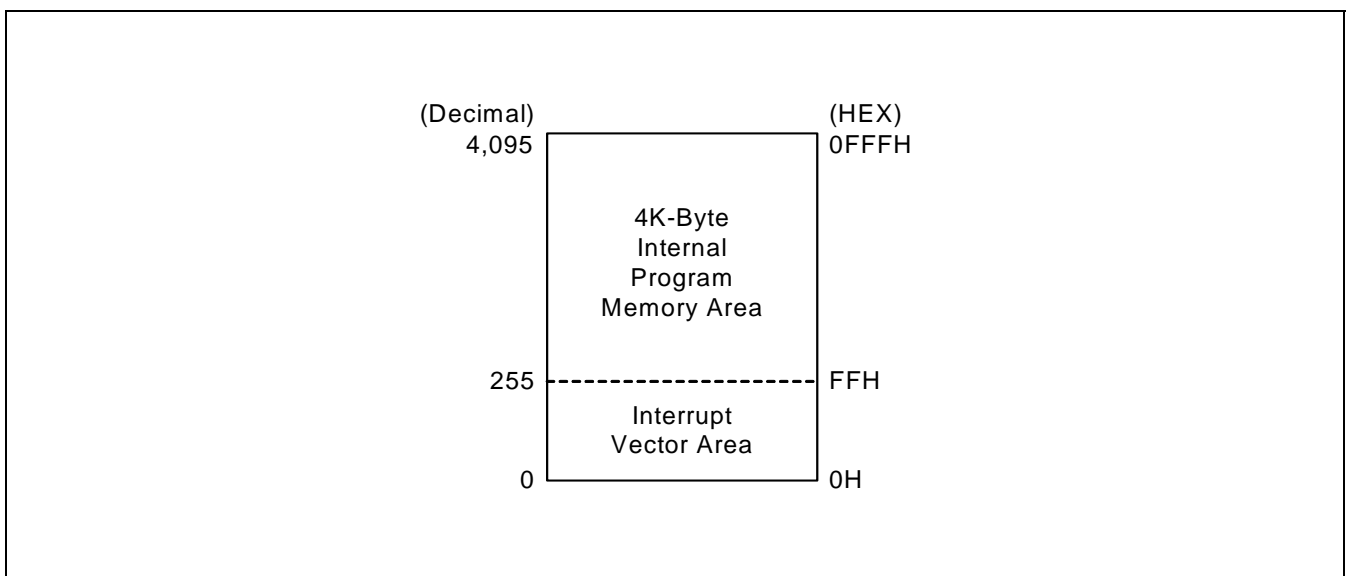 (Decimal) (HEX)
4,095 0FFFH
4K-Byte
Internal
Program
Memory Area
255 FFH
Interrupt
Vector Area
0 0H